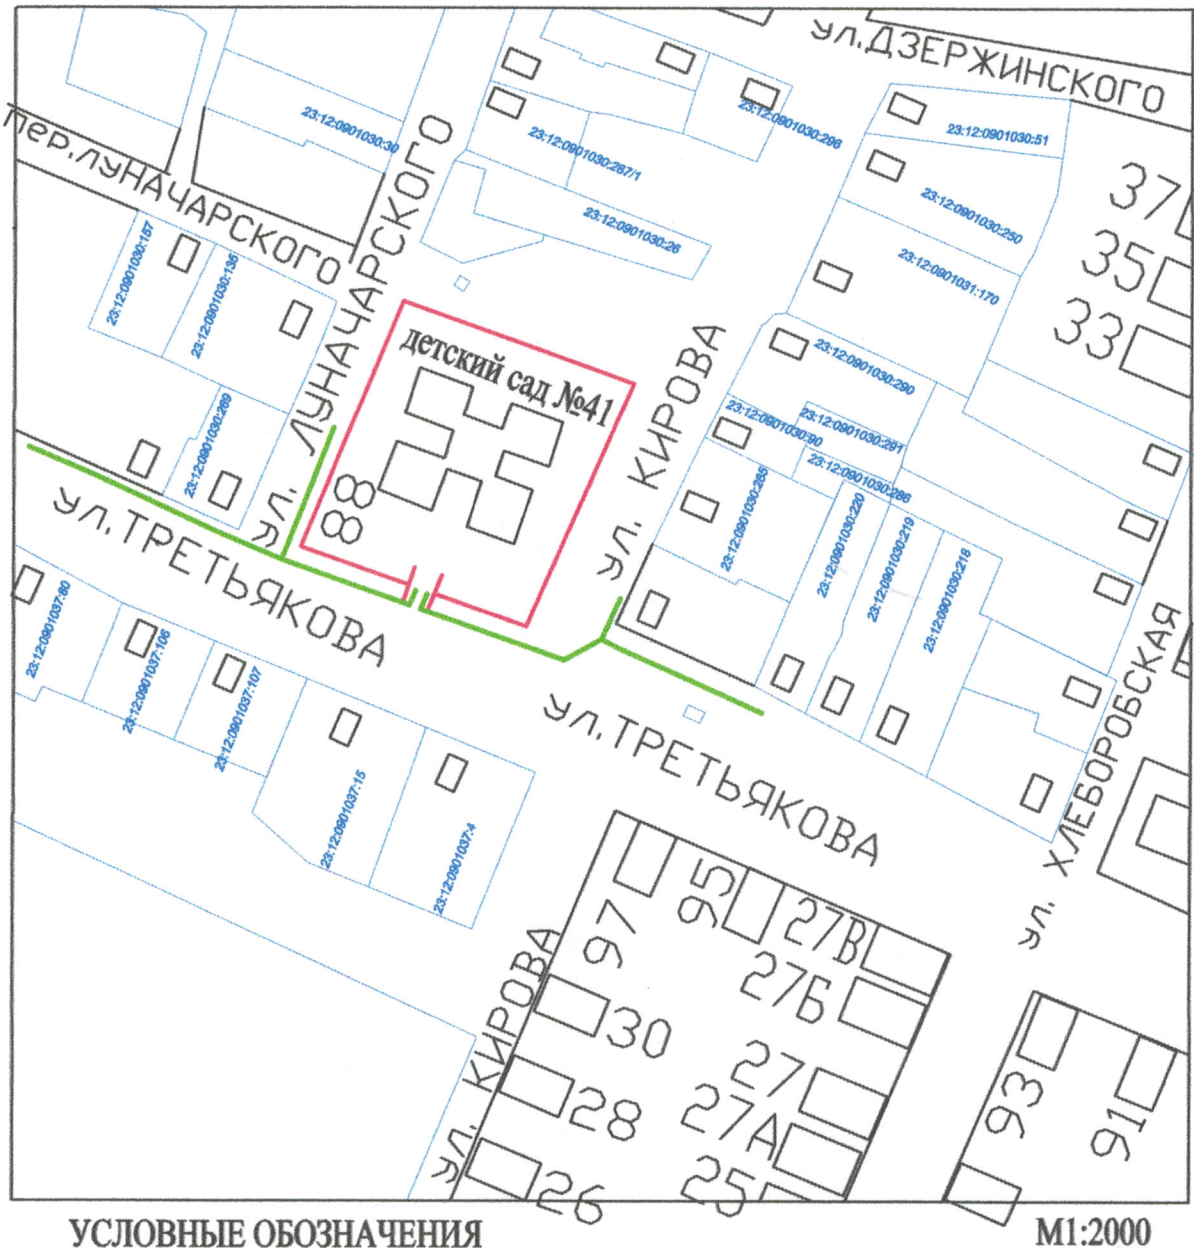 ул.ДЗЕРЖИНСКОГО
пер.ЛУНАЧАРСКОГО
ул. ЛУНАЧАРСКОГО
23:12:0901030:30
23:12:0901030:287/1
23:12:0901030:296
23:12:0901030:26
23:12:0901030:51
23:12:0901030:250
23:12:0901031:170
37
35
33
23:12:0901030:157
23:12:0901030:135
23:12:0901030:289
детский сад №41
88
ул. КИРОВА
23:12:0901030:290
23:12:0901030:90
23:12:0901030:291
23:12:0901030:286
23:12:0901030:285
23:12:0901030:220
23:12:0901030:219
23:12:0901030:218
ул.ТРЕТЬЯКОВА
23:12:0901037:80
23:12:0901037:106
23:12:0901037:107
23:12:0901037:15
23:12:0901037:4
ул.ТРЕТЬЯКОВА
ул. ХЛЕБОРОБСКАЯ
ул. КИРОВА
97
95
27В
27Б
30
27
28
27А
26
25
93
91
УСЛОВНЫЕ ОБОЗНАЧЕНИЯ
М1:2000